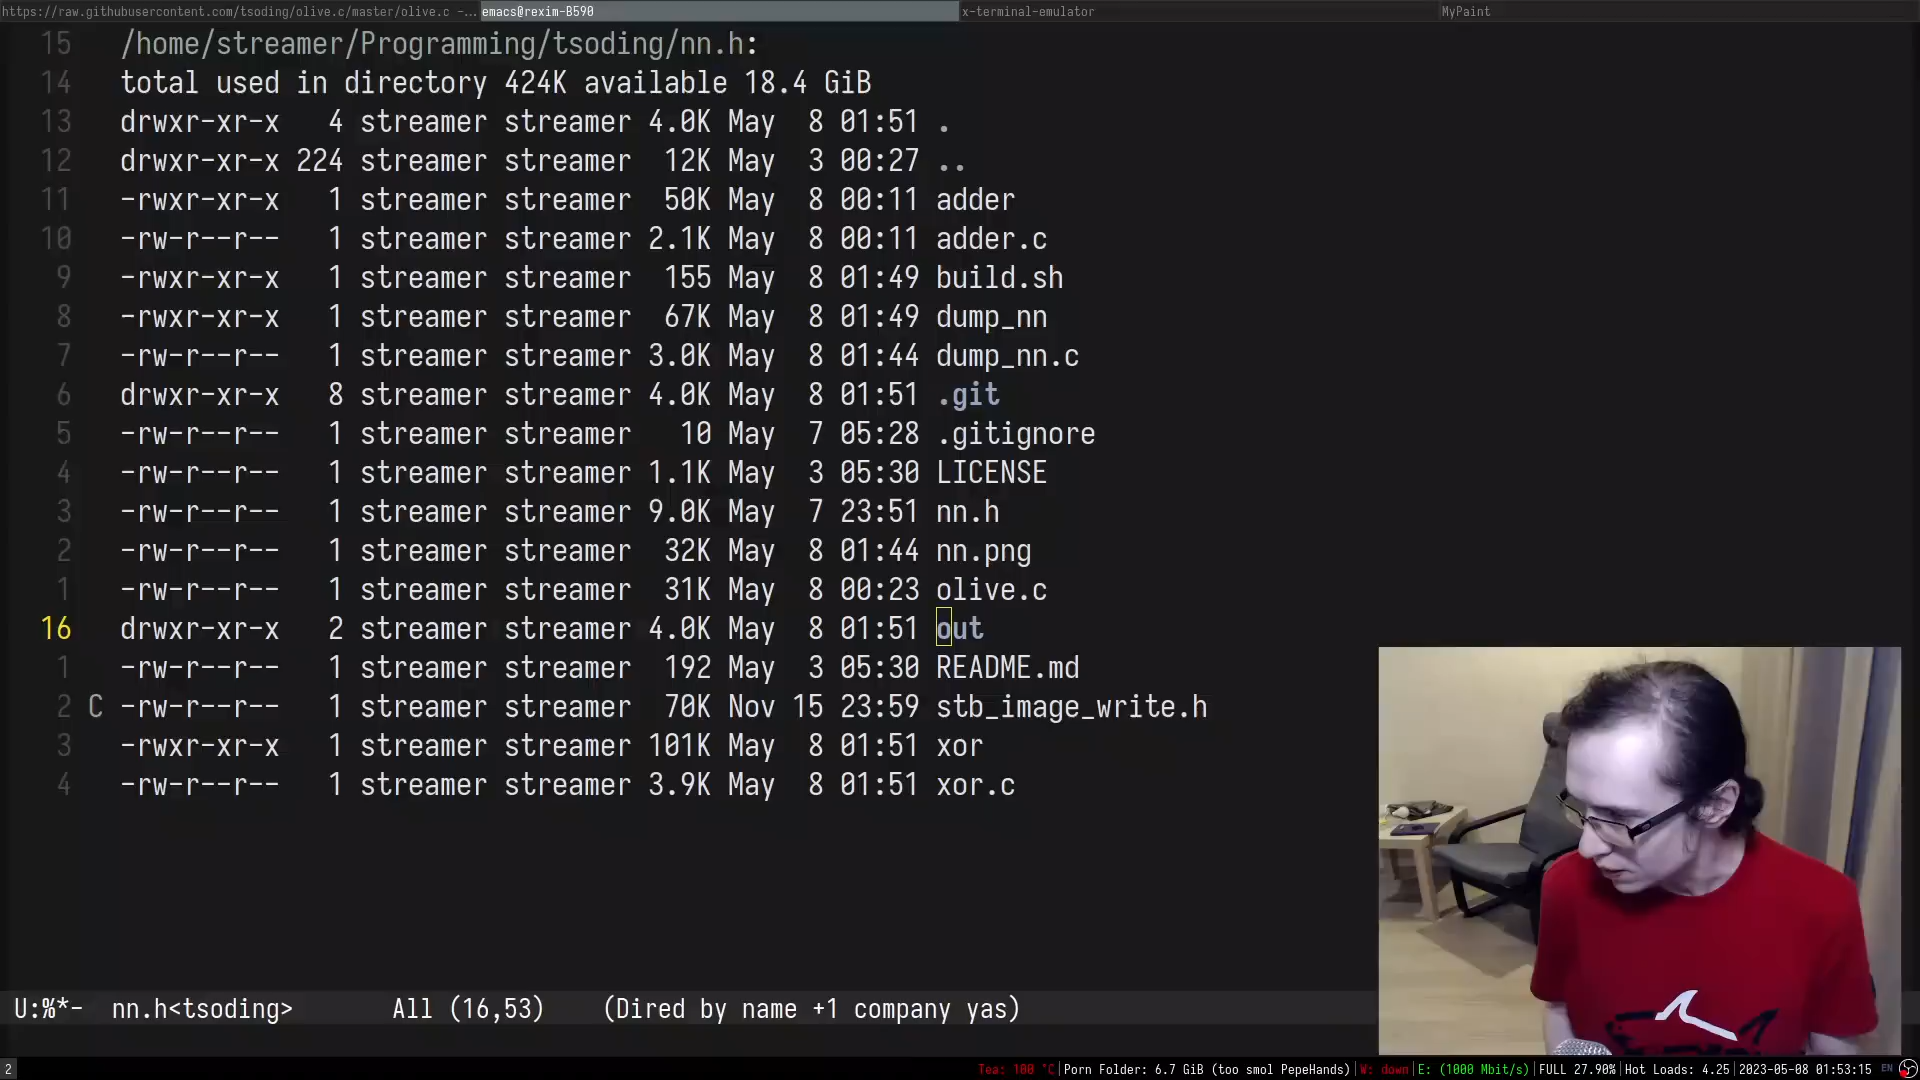 https://raw.githubusercontent.com/tsoding/olive.c/master/olive.c -... emacs@rexim-B590 x-terminal-emulator MyPaint
15 /home/streamer/Programming/tsoding/nn.h:
14 total used in directory 424K available 18.4 GiB
13 drwxr-xr-x 4 streamer streamer 4.0K May 8 01:51 .
12 drwxr-xr-x 224 streamer streamer 12K May 3 00:27 ..
11 -rwxr-xr-x 1 streamer streamer 50K May 8 00:11 adder
10 -rw-r--r-- 1 streamer streamer 2.1K May 8 00:11 adder.c
9 -rwxr-xr-x 1 streamer streamer 155 May 8 01:49 build.sh
8 -rwxr-xr-x 1 streamer streamer 67K May 8 01:49 dump_nn
7 -rw-r--r-- 1 streamer streamer 3.0K May 8 01:44 dump_nn.c
6 drwxr-xr-x 8 streamer streamer 4.0K May 8 01:51 .git
5 -rw-r--r-- 1 streamer streamer 10 May 7 05:28 .gitignore
4 -rw-r--r-- 1 streamer streamer 1.1K May 3 05:30 LICENSE
3 -rw-r--r-- 1 streamer streamer 9.0K May 7 23:51 nn.h
2 -rw-r--r-- 1 streamer streamer 32K May 8 01:44 nn.png
1 -rw-r--r-- 1 streamer streamer 31K May 8 00:23 olive.c
16 drwxr-xr-x 2 streamer streamer 4.0K May 8 01:51 out
1 -rw-r--r-- 1 streamer streamer 192 May 3 05:30 README.md
2 C -rw-r--r-- 1 streamer streamer 70K Nov 15 23:59 stb_image_write.h
3 -rwxr-xr-x 1 streamer streamer 101K May 8 01:51 xor
4 -rw-r--r-- 1 streamer streamer 3.9K May 8 01:51 xor.c
U:%*- nn.h<tsoding> All (16,53) (Dired by name +1 company yas)
2 Tea: 100 °C|Porn Folder: 6.7 GiB (too smol PepeHands)|W: down|E: (1000 Mbit/s)|FULL 27.90%|Hot Loads: 4.25|2023-05-08 01:53:15 EN